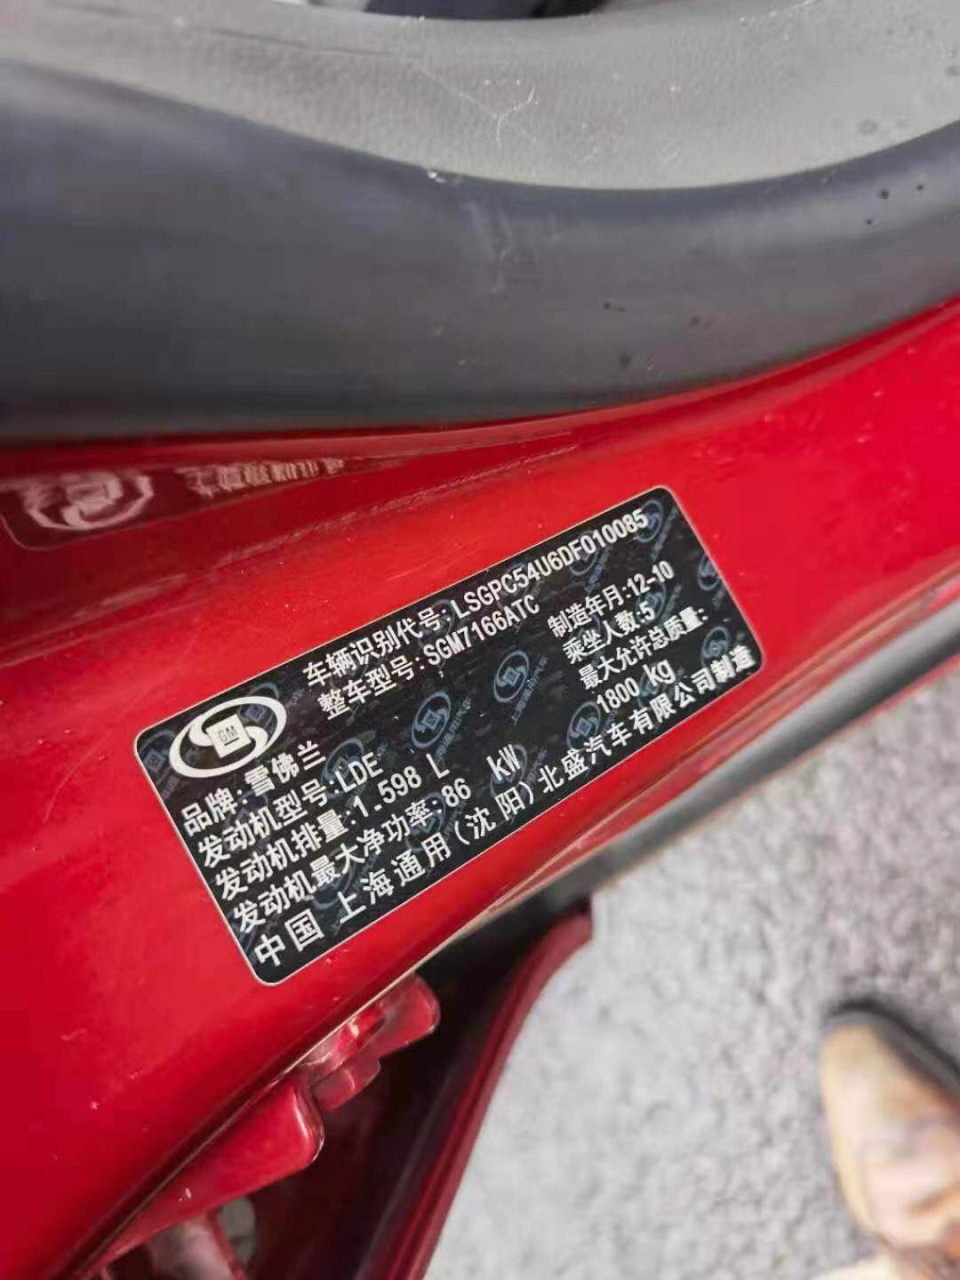 车辆识别代号:LSGPC54U6DF010085
整车型号:SGM7166ATC
制造年月:12-10
乘坐人数:5
最大允许总质量:
1800 kg
GM
品牌:雪佛兰
发动机型号:LDE
发动机排量:1.598 L
发动机最大净功率:86 kW
中国 上海通用(沈阳)北盛汽车有限公司制造